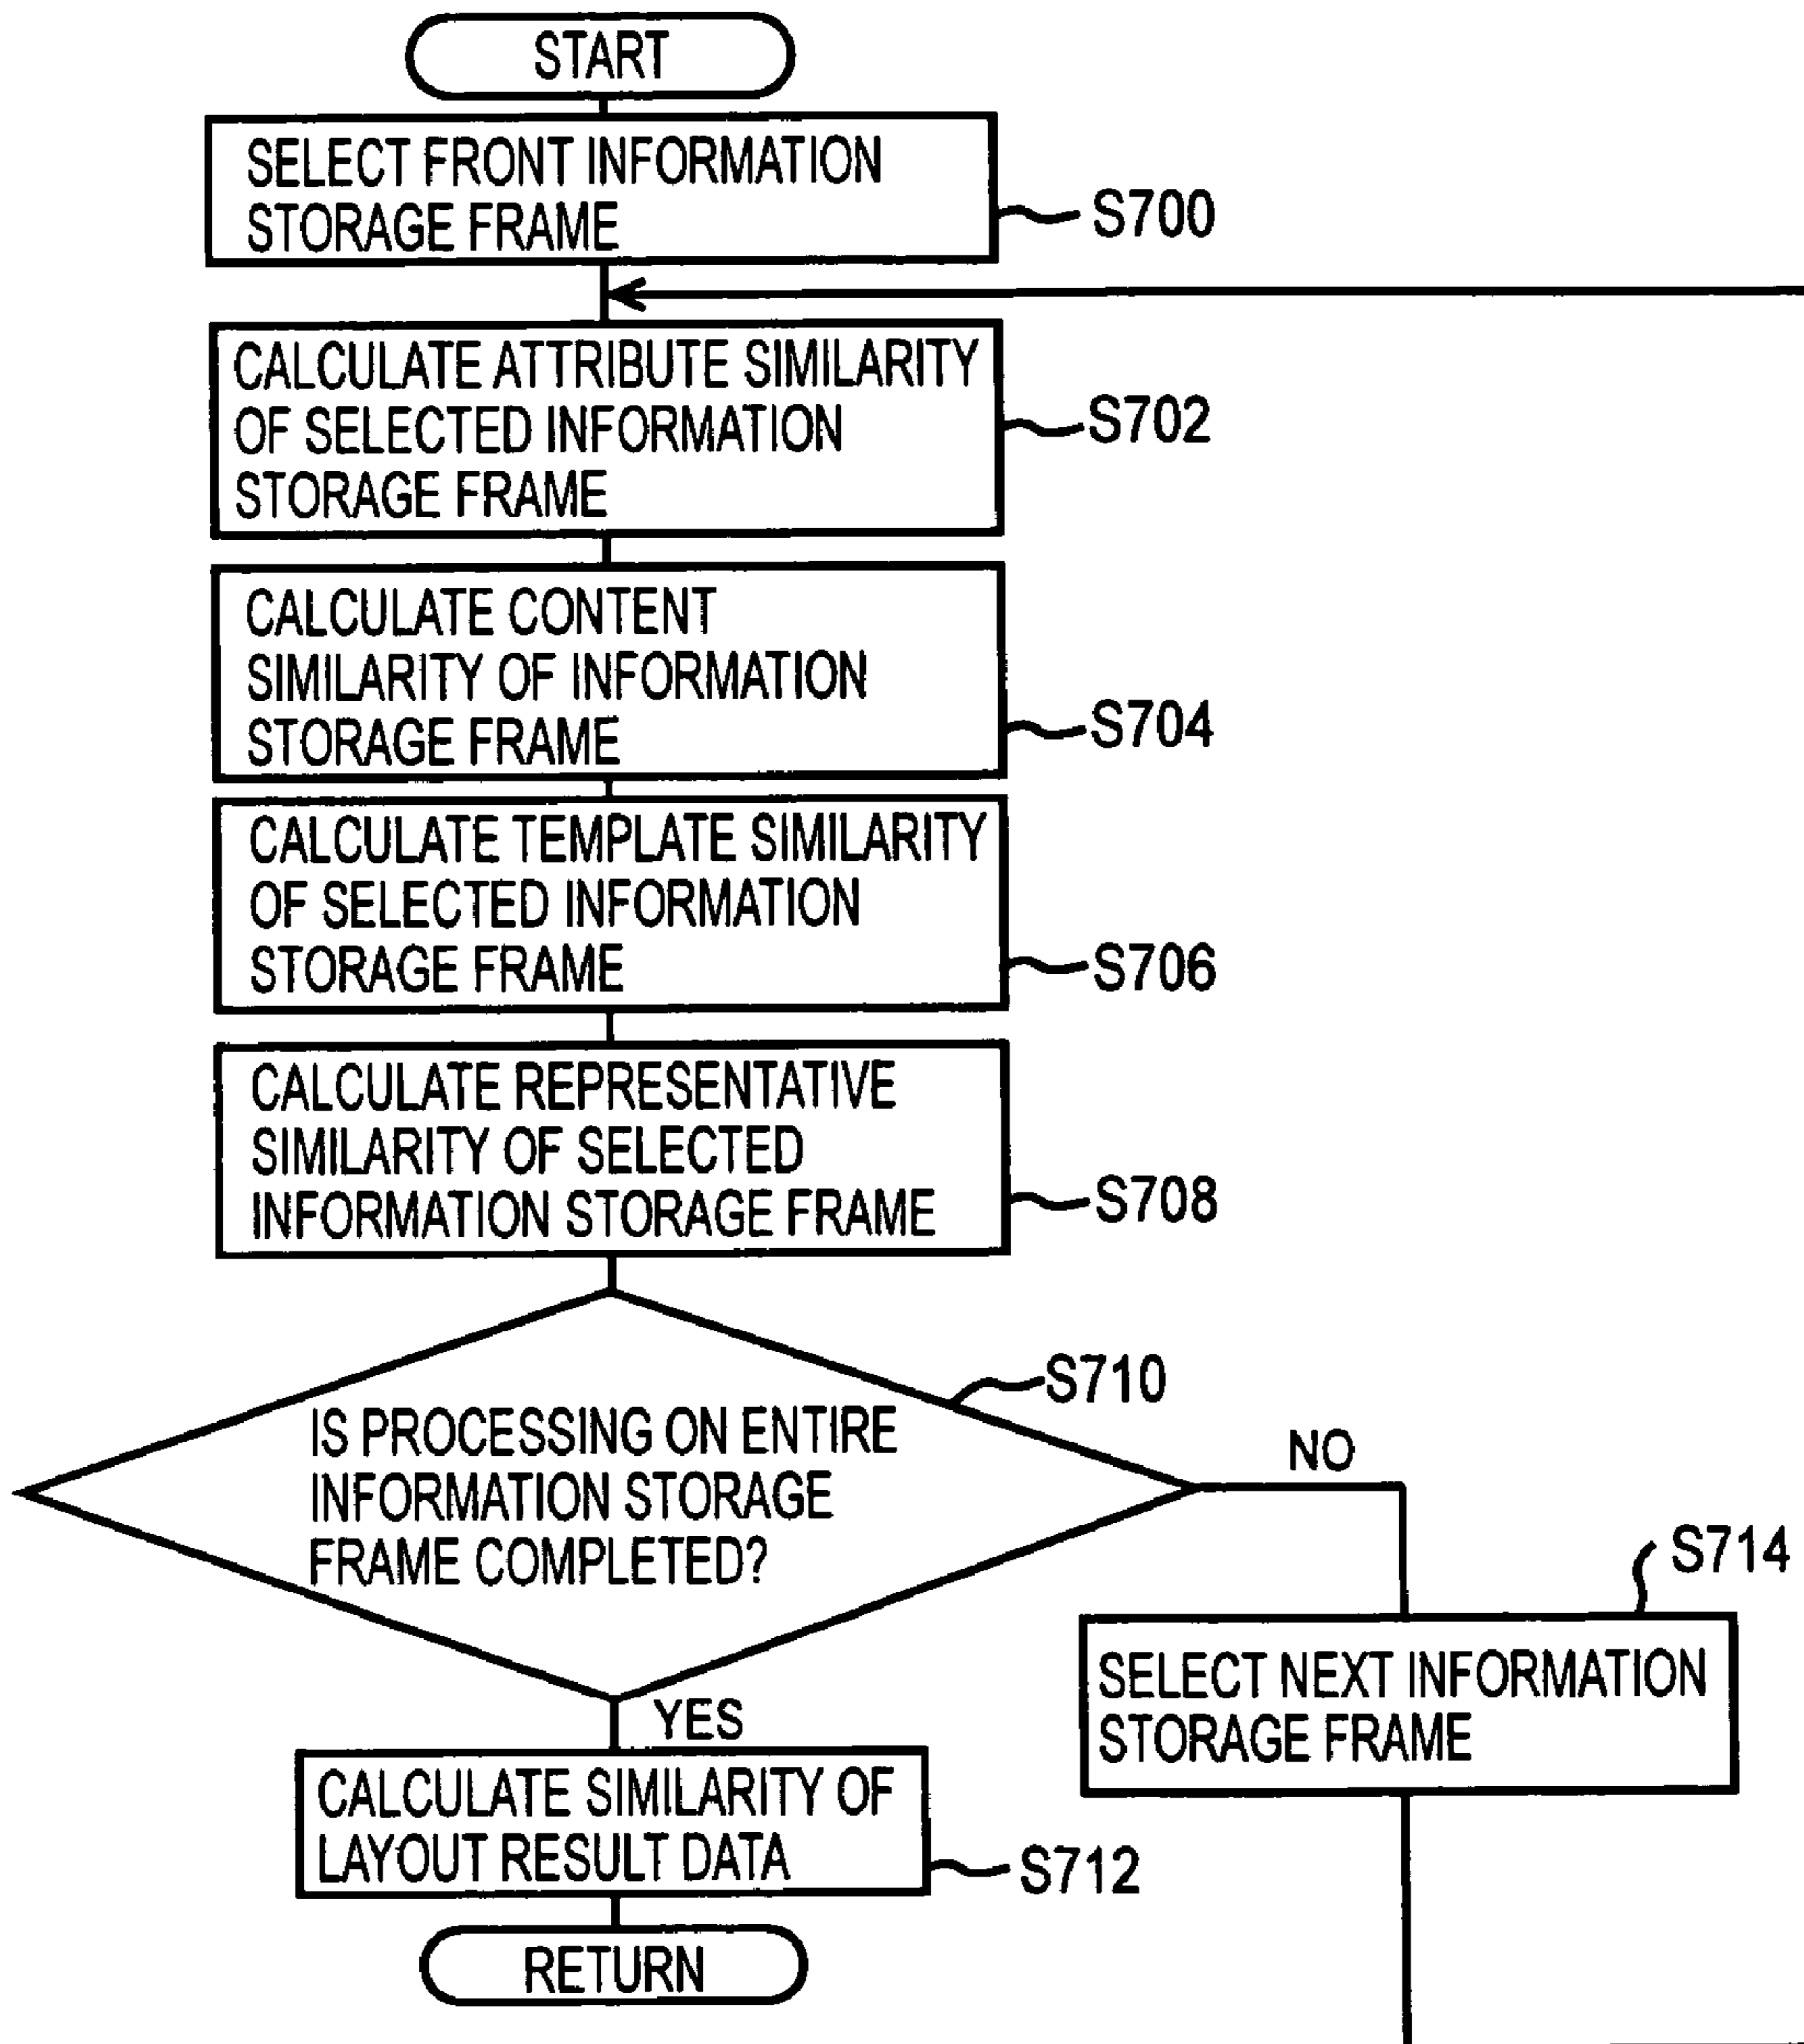 START
SELECT FRONT INFORMATION
STORAGE FRAME
S700
CALCULATE ATTRIBUTE SIMILARITY
OF SELECTED INFORMATION
STORAGE FRAME
S702
CALCULATE CONTENT
SIMILARITY OF INFORMATION
STORAGE FRAME
S704
CALCULATE TEMPLATE SIMILARITY
OF SELECTED INFORMATION
STORAGE FRAME
S706
CALCULATE REPRESENTATIVE
SIMILARITY OF SELECTED
INFORMATION STORAGE FRAME
S708
IS PROCESSING ON ENTIRE
INFORMATION STORAGE
FRAME COMPLETED?
S710
NO
S714
SELECT NEXT INFORMATION
STORAGE FRAME
YES
CALCULATE SIMILARITY OF
LAYOUT RESULT DATA
S712
RETURN